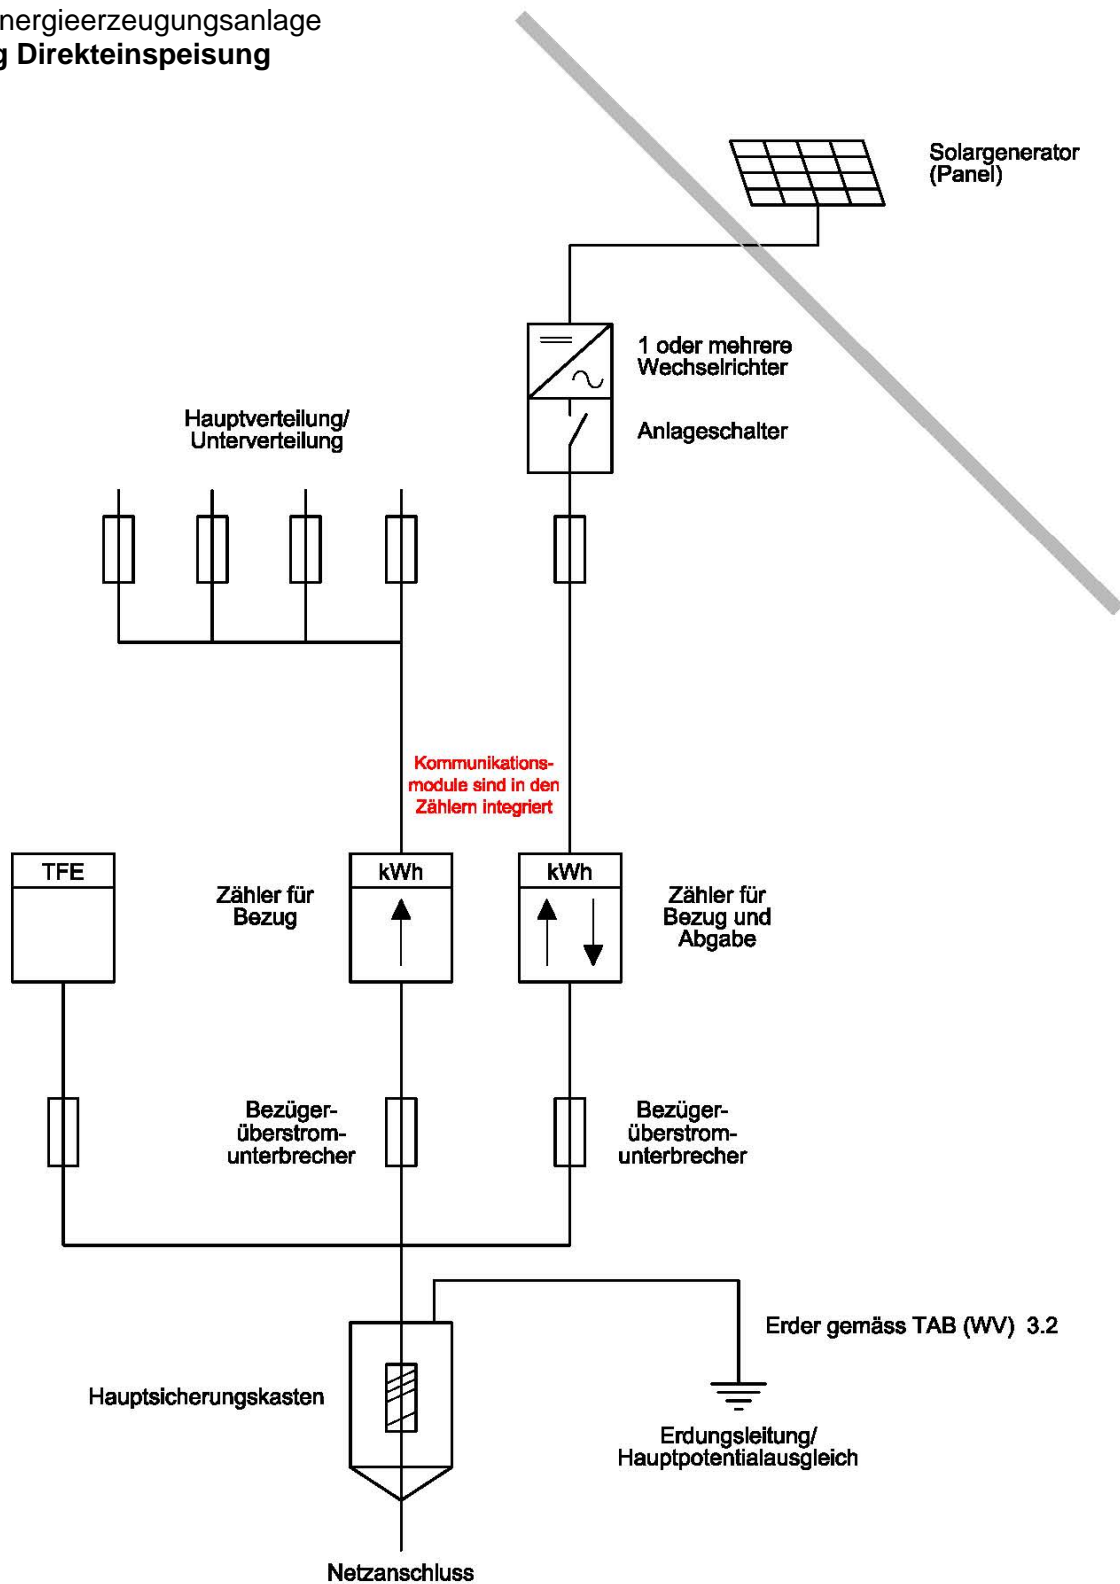 nergieerzeugungsanlage
g Direkteinspeisung
Solargenerator
(Panel)
1 oder mehrere
Wechselrichter
Anlageschalter
Hauptverteilung/
Unterverteilung
Kommunikations-
module sind in den
Zählern integriert
TFE
kWh
kWh
Zähler für
Bezug
Zähler für
Bezug und
Abgabe
Bezüger-
überstrom-
unterbrecher
Bezüger-
überstrom-
unterbrecher
Erder gemäss TAB (WV) 3.2
Hauptsicherungskasten
Erdungsleitung/
Hauptpotentialausgleich
Netzanschluss